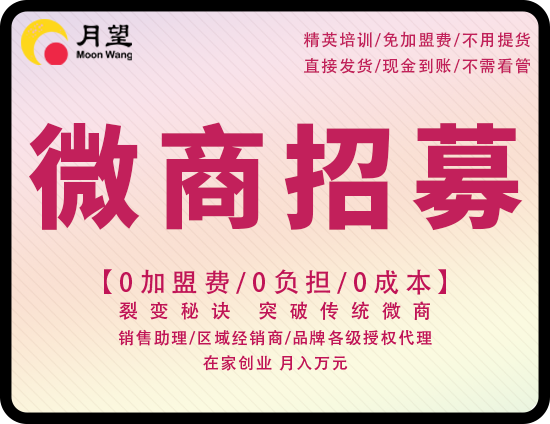 月望
Moon Wang
精英培训/免加盟费/不用提货
直接发货/现金到账/不需看管
微商招募
【0加盟费/0负担/0成本】
裂变秘诀 突破传统微商
销售助理/区域经销商/品牌各级授权代理
在家创业 月入万元